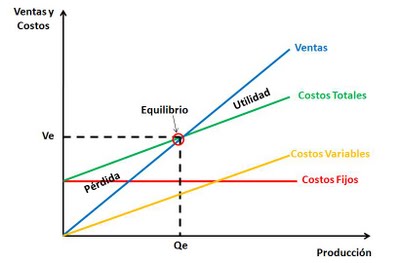 Ventas y
Costos
Ventas
Utilidad
Costos Totales
Equilibrio
Ve
Costos Variables
Pérdida
Costos Fijos
Qe
Producción